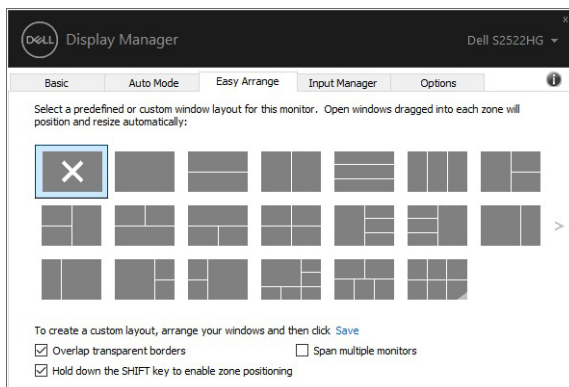 x
DELL Display Manager Dell S2522HG
Basic Auto Mode Easy Arrange Input Manager Options i
Select a predefined or custom window layout for this monitor. Open windows dragged into each zone will
position and resize automatically:
>
To create a custom layout, arrange your windows and then click Save
Overlap transparent borders Span multiple monitors
Hold down the SHIFT key to enable zone positioning